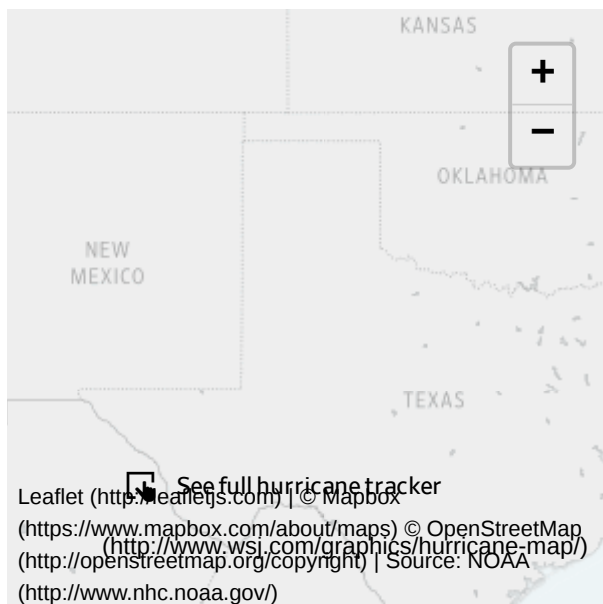 KANSAS
+
−
OKLAHOMA
NEW
MEXICO
TEXAS
See full hurricane tracker
Leaflet (http://leafletjs.com) | © Mapbox
(https://www.mapbox.com/about/maps) © OpenStreetMap
(http://www.wsj.com/graphics/hurricane-map/)
(http://openstreetmap.org/copyright) | Source: NOAA
(http://www.nhc.noaa.gov/)